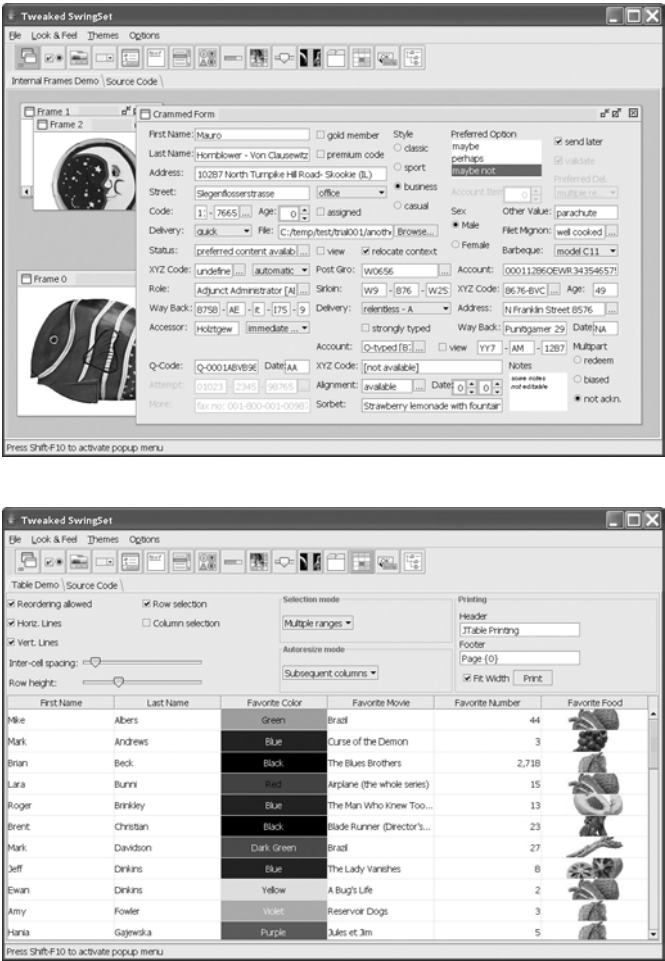 Tweaked SwingSet
File Look & Feel Themes Options
Internal Frames Demo Source Code
Frame 1
Frame 2
Frame 0
Crammed Form
First Name: Mauro gold member Style Preferred Option
classic maybe send later
Last Name: Hornblower - Von Clausewitz premium code perhaps
sport maybe not validate
Address: 10287 North Turnpike Hill Road- Skookie (IL) Preferred Del.
Street: Siegenflosserstrasse office business Account Item 0 multiple re...
Code: 1: - 7665 ... Age: 0 assigned casual Sex Other Value: parachute
Delivery: quick File: C:/temp/test/trial001/anoth Browse... Male Filet Mignon: well cooked ...
Status: preferred content availab ... view relocate context Female Barbeque: model C11
XYZ Code: undefine ... automatic Post Giro: W0656 ... Account:
Role: Adjunct Administrator [A ... Sirloin: W9 - B76 - W25 XYZ Code: B676-BVC ... Age: 49
Way Back: B75B - AE - it - I75 - 9 Delivery: relentless - A Address: N Franklin Street 8576 ...
Accessor: Holztgew immediate ... strongly typed Way Back: Puntigamer 29 Date: NA
Account: Q-typed [B: ... view YY7 - AM - 1287 Multipart
Q-Code: Q-0001ABVB9E Date: AA XYZ Code: [not available] Notes redeem
Attempt: 01023 - 2345 - 98765 ... Alignment: available ... Date: 0 0 some notes not editable biased
More: fax no: 001-800-001-00987 Sorbet: Strawberry lemonade with fountain not ackn.
Press Shift-F10 to activate popup menu
Tweaked SwingSet
File Look & Feel Themes Options
Table Demo Source Code
Reordering allowed Row selection Selection mode Printing
Horiz. Lines Column selection Multiple ranges Header
JTable Printing
Vert. Lines Autoresize mode Footer
Inter-cell spacing: Page {0}
Row height: Subsequent columns Fit Width Print
First Name Last Name Favorite Color Favorite Movie Favorite Number Favorite Food
Mike Albers Green Brazil 44
Mark Andrews Blue Curse of the Demon 3
Brian Beck Black The Blues Brothers 2,718
Lara Bunni Red Airplane (the whole series) 15
Roger Brinkley Blue The Man Who Knew Too... 13
Brent Christian Black Blade Runner (Director's... 23
Mark Davidson Dark Green Brazil 27
Jeff Dinkins Blue The Lady Vanishes 8
Ewan Dinkins Yellow A Bug's Life 2
Amy Fowler Violet Reservoir Dogs 3
Hania Gajewska Purple Jules et Jim 5
Press Shift-F10 to activate popup menu